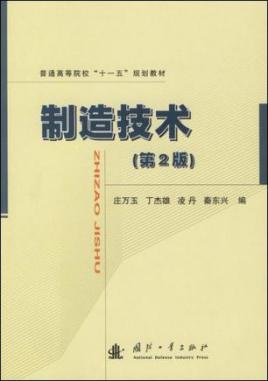 普通高等院校“十一五”规划教材
制造技术
(第2版)
ZHIZAO JISHU
庄万玉 丁杰雄 凌丹 秦东兴 编
国防工业出版社
National Defense Industry Press